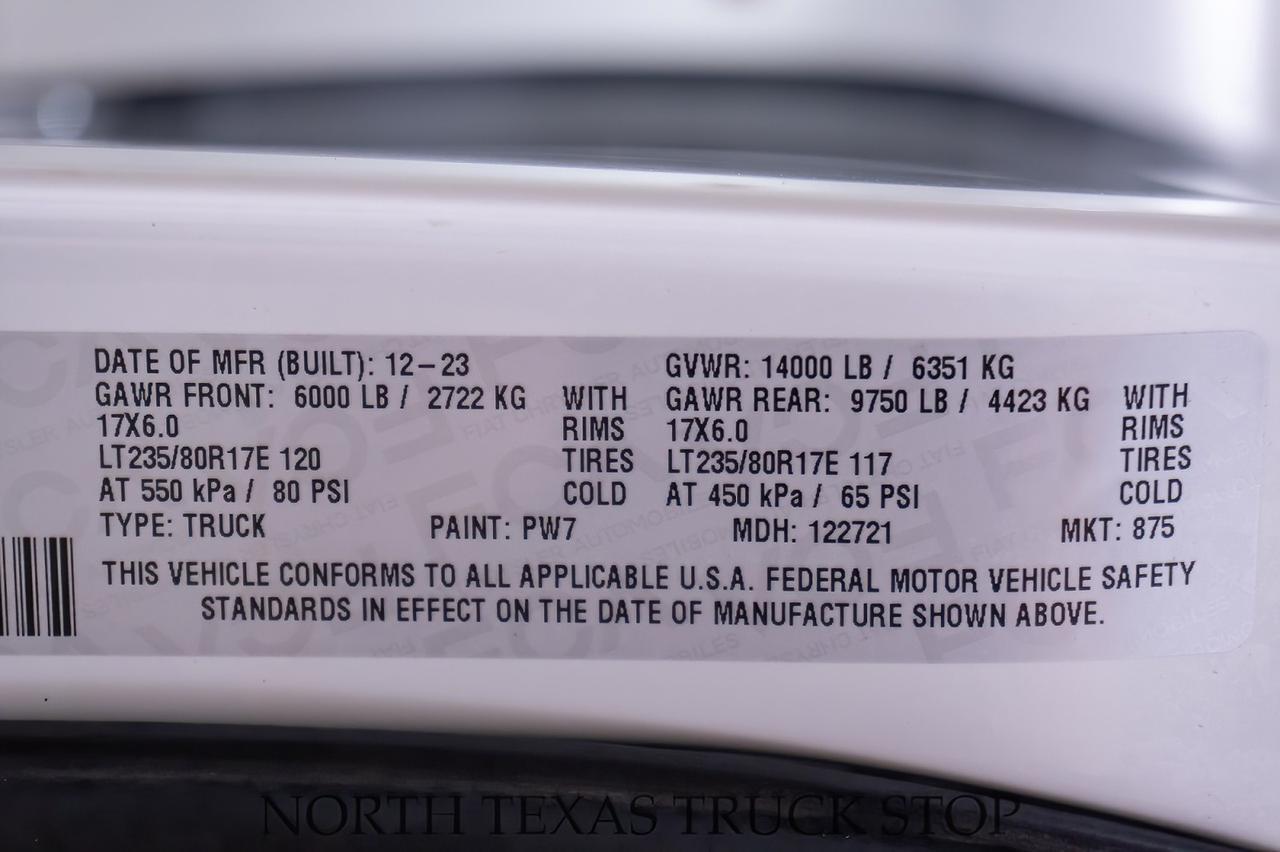 DATE OF MFR (BUILT): 12-23 GVWR: 14000 LB / 6351 KG
GAWR FRONT: 6000 LB / 2722 KG WITH GAWR REAR: 9750 LB / 4423 KG WITH
17X6.0 RIMS 17X6.0 RIMS
LT235/80R17E 120 TIRES LT235/80R17E 117 TIRES
AT 550 kPa / 80 PSI COLD AT 450 kPa / 65 PSI COLD
TYPE: TRUCK PAINT: PW7 MDH: 122721 MKT: 875
THIS VEHICLE CONFORMS TO ALL APPLICABLE U.S.A. FEDERAL MOTOR VEHICLE SAFETY
STANDARDS IN EFFECT ON THE DATE OF MANUFACTURE SHOWN ABOVE.
NORTH TEXAS TRUCK STOP